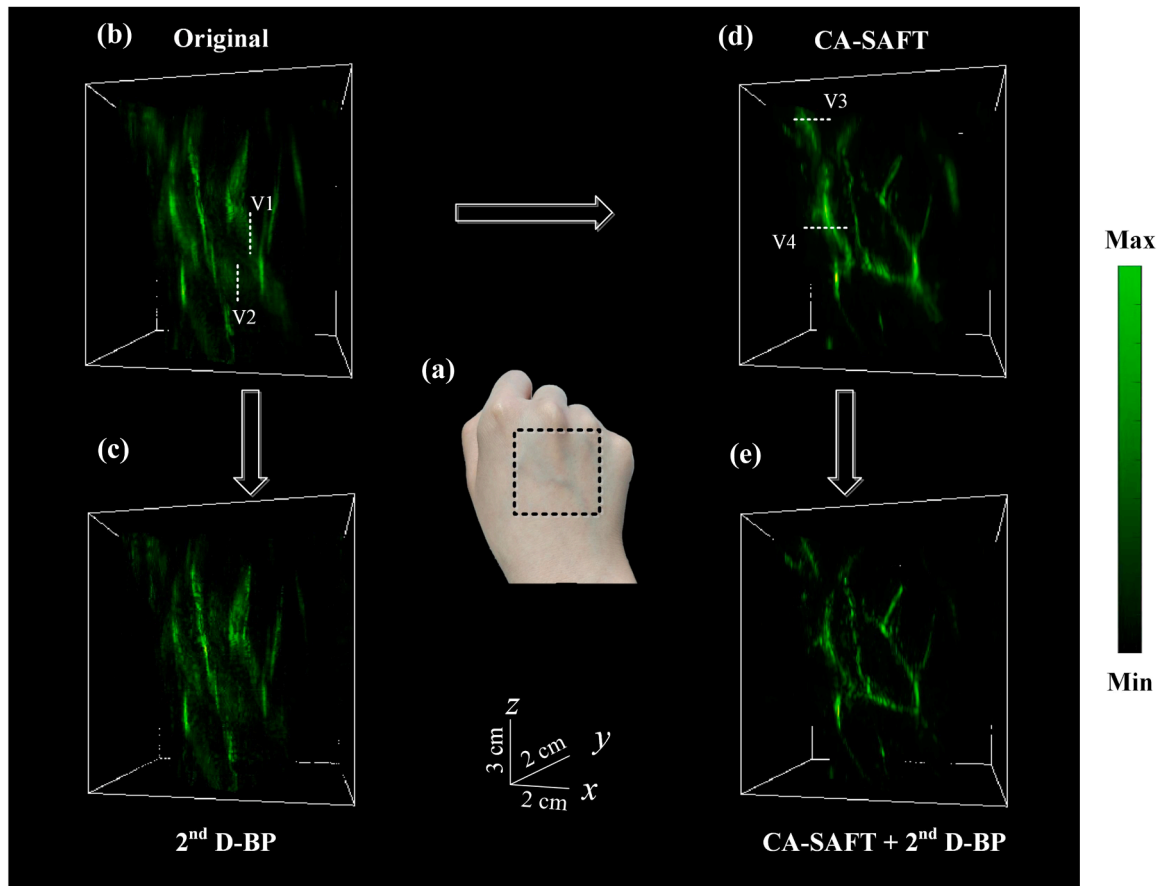 (b)
Original
V1
V2
(d)
CA-SAFT
V3
V4
Max
Min
(a)
(c)
2nd D-BP
(e)
CA-SAFT + 2nd D-BP
z
y
x
3 cm
2 cm
2 cm